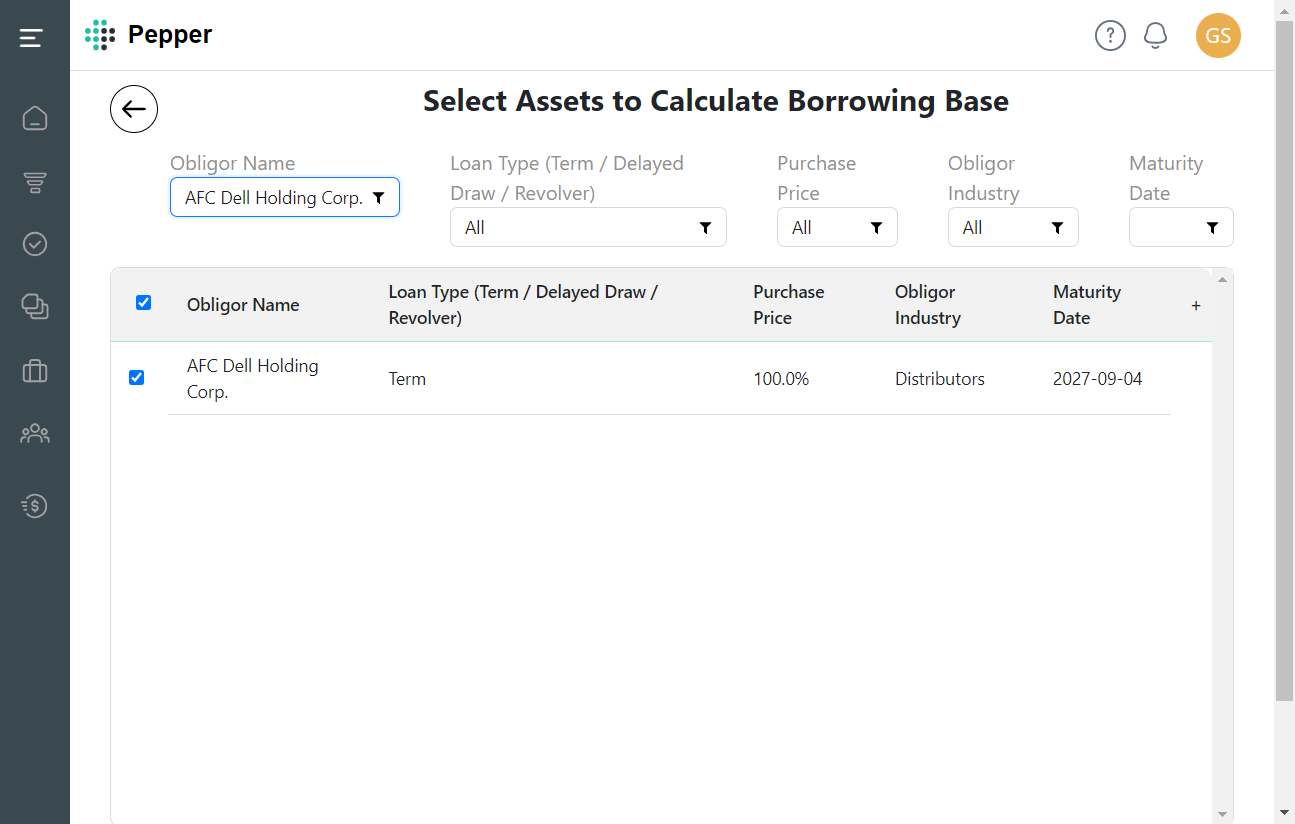 Pepper
?
GS
Select Assets to Calculate Borrowing Base
Obligor Name
AFC Dell Holding Corp.
Loan Type (Term / Delayed
Draw / Revolver)
All
Purchase
Price
All
Obligor
Industry
All
Maturity
Date
Obligor Name
Loan Type (Term / Delayed Draw /
Revolver)
Purchase
Price
Obligor
Industry
Maturity
Date
+
AFC Dell Holding
Corp.
Term
100.0%
Distributors
2027-09-04
$